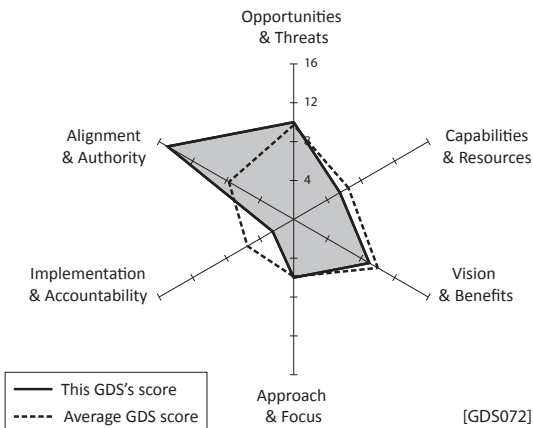 Opportunities
& Threats
16
12
8
4
Alignment
& Authority
Capabilities
& Resources
Implementation
& Accountability
Vision
& Benefits
Approach
& Focus
This GDS's score
Average GDS score
[GDS072]